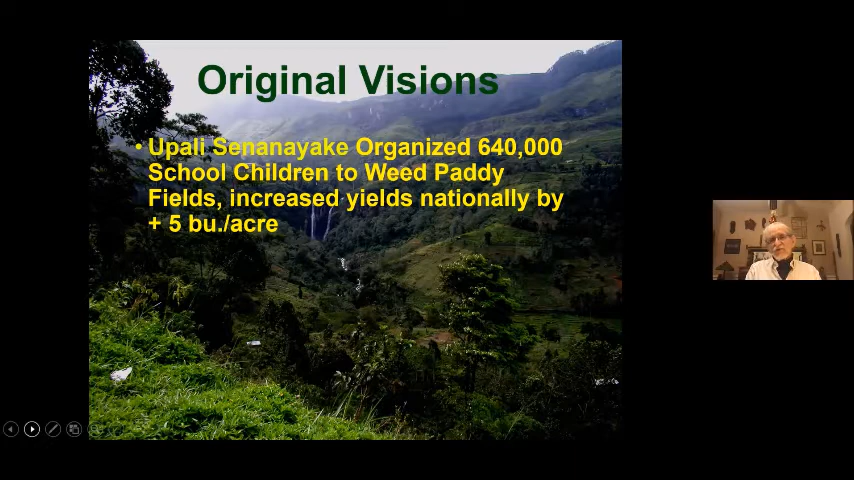 Original Visions
• Upali Senanayake Organized 640,000
School Children to Weed Paddy
Fields, increased yields nationally by
+ 5 bu./acre